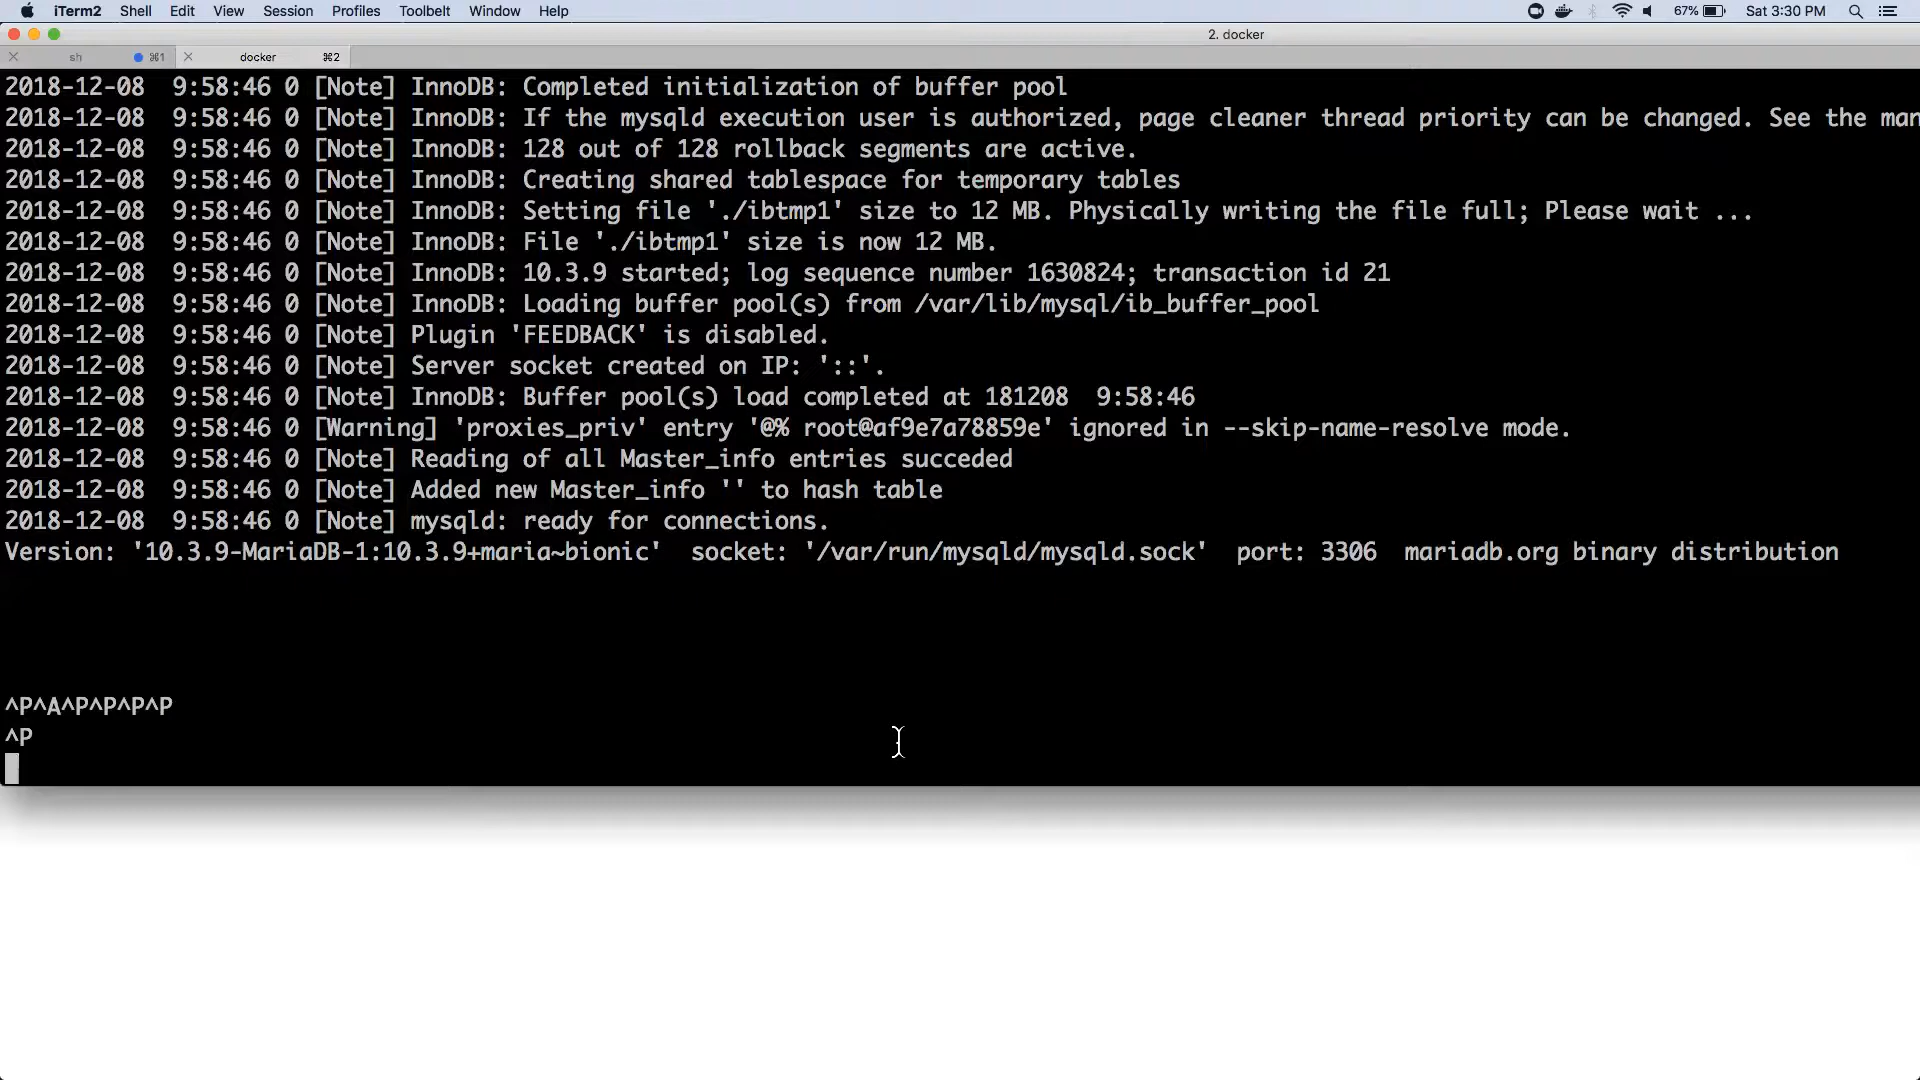 iTerm2 Shell Edit View Session Profiles Toolbelt Window Help 67% Sat 3:30 PM
2. docker
sh ⌘1 docker ⌘2
2018-12-08  9:58:46 0 [Note] InnoDB: Completed initialization of buffer pool
2018-12-08  9:58:46 0 [Note] InnoDB: If the mysqld execution user is authorized, page cleaner thread priority can be changed. See the man
2018-12-08  9:58:46 0 [Note] InnoDB: 128 out of 128 rollback segments are active.
2018-12-08  9:58:46 0 [Note] InnoDB: Creating shared tablespace for temporary tables
2018-12-08  9:58:46 0 [Note] InnoDB: Setting file './ibtmp1' size to 12 MB. Physically writing the file full; Please wait ...
2018-12-08  9:58:46 0 [Note] InnoDB: File './ibtmp1' size is now 12 MB.
2018-12-08  9:58:46 0 [Note] InnoDB: 10.3.9 started; log sequence number 1630824; transaction id 21
2018-12-08  9:58:46 0 [Note] InnoDB: Loading buffer pool(s) from /var/lib/mysql/ib_buffer_pool
2018-12-08  9:58:46 0 [Note] Plugin 'FEEDBACK' is disabled.
2018-12-08  9:58:46 0 [Note] Server socket created on IP: '::'.
2018-12-08  9:58:46 0 [Note] InnoDB: Buffer pool(s) load completed at 181208  9:58:46
2018-12-08  9:58:46 0 [Warning] 'proxies_priv' entry '@% root@af9e7a78859e' ignored in --skip-name-resolve mode.
2018-12-08  9:58:46 0 [Note] Reading of all Master_info entries succeded
2018-12-08  9:58:46 0 [Note] Added new Master_info '' to hash table
2018-12-08  9:58:46 0 [Note] mysqld: ready for connections.
Version: '10.3.9-MariaDB-1:10.3.9+maria~bionic'  socket: '/var/run/mysqld/mysqld.sock'  port: 3306  mariadb.org binary distribution
^P^A^P^P^P^P
^P